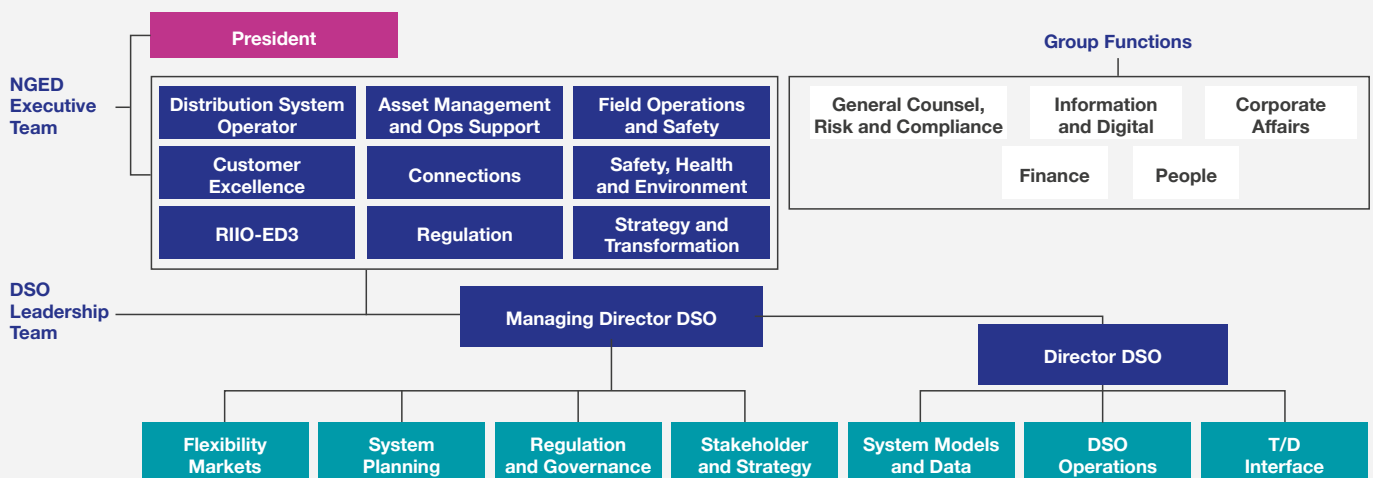 President
Group Functions
NGED
Executive
Team
Distribution System
Operator
Asset Management
and Ops Support
Field Operations
and Safety
Customer
Excellence
Connections
Safety, Health
and Environment
RIIO-ED3
Regulation
Strategy and
Transformation
General Counsel,
Risk and Compliance
Information
and Digital
Corporate
Affairs
Finance
People
DSO
Leadership
Team
Managing Director DSO
Director DSO
Flexibility
Markets
System
Planning
Regulation
and Governance
Stakeholder
and Strategy
System Models
and Data
DSO
Operations
T/D
Interface